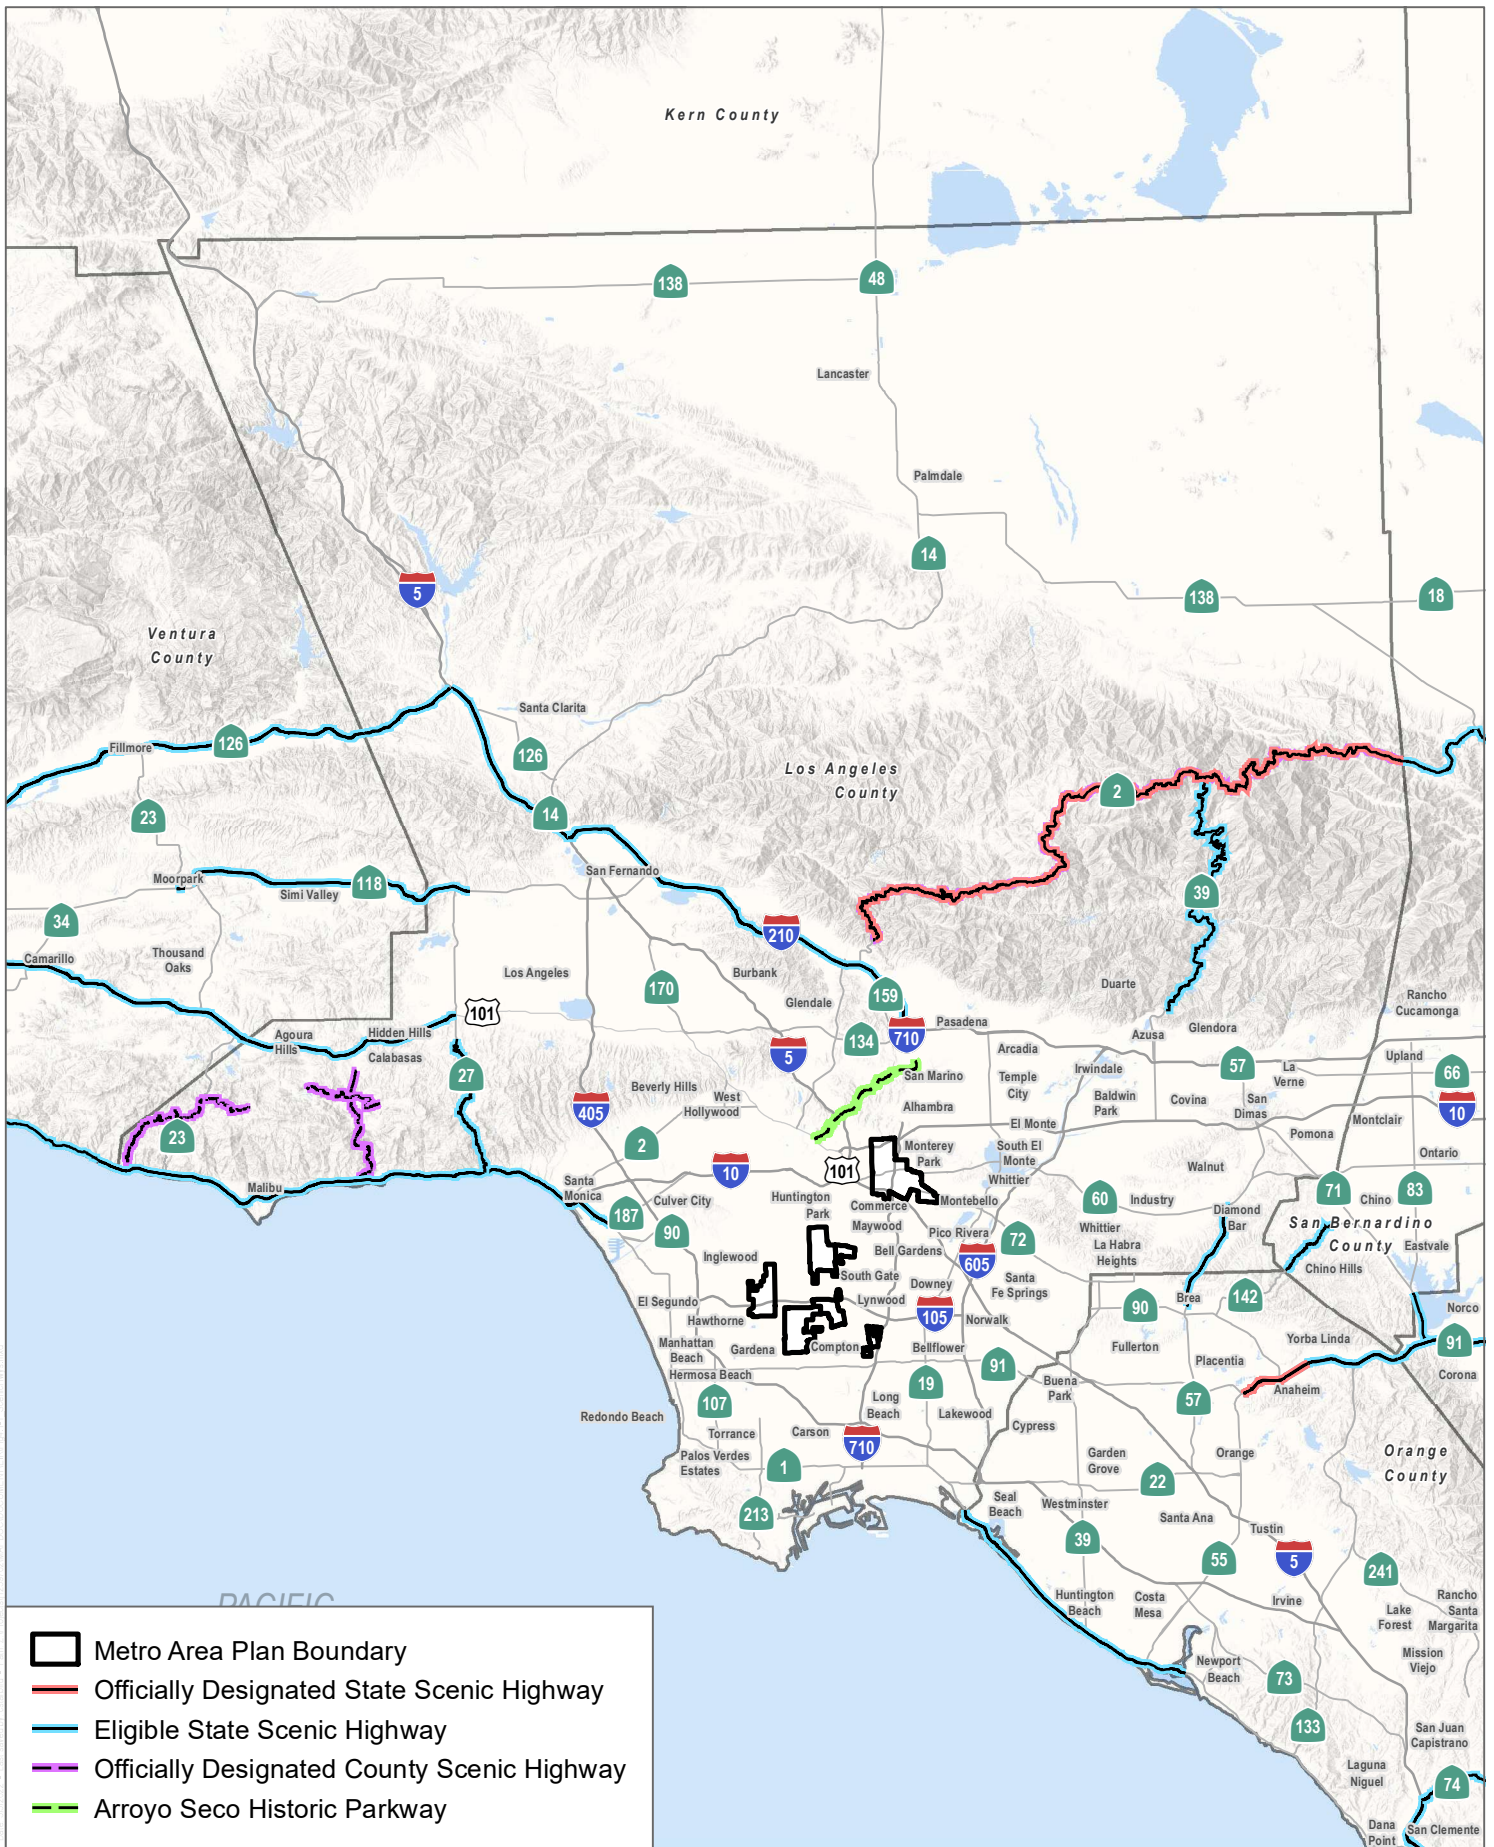 Kern County
138
48
Lancaster
Palmdale
14
5
138
18
Ventura
County
Santa Clarita
Fillmore
126
126
Los Angeles
County
2
23
14
San Fernando
Moorpark
118
Simi Valley
39
34
210
Camarillo
Thousand
Oaks
Los Angeles
170
Burbank
Duarte
Glendale
159
Rancho
Cucamonga
101
Agoura
Hills
Hidden Hills
Calabasas
134
710
Pasadena
Azusa
Glendora
5
Arcadia
57
La
Verne
Upland
66
27
San Marino
Temple
City
Irwindale
Beverly Hills
West
Hollywood
405
Alhambra
Baldwin
Park
Covina
San
Dimas
Montclair
10
23
2
El Monte
Pomona
Monterey
Park
South El
Monte
Ontario
101
10
Whittier
Walnut
Malibu
Santa
Monica
Culver City
Huntington
Park
Commerce
Montebello
60
Industry
71
Chino
83
187
90
Maywood
Pico Rivera
72
Whittier
Diamond
Bar
San Bernardino
County
Inglewood
Bell Gardens
605
La Habra
Heights
Eastvale
South Gate
Downey
Santa
Fe Springs
Chino Hills
El Segundo
Lynwood
105
Brea
142
90
Norco
Hawthorne
Norwalk
Manhattan
Beach
Gardena
Compton
Bellflower
Fullerton
Yorba Linda
91
Hermosa Beach
91
Placentia
Corona
107
19
Buena
Park
57
Anaheim
Redondo Beach
Long
Beach
Lakewood
Cypress
Torrance
Carson
710
Palos Verdes
Estates
1
Garden
Grove
Orange
Orange
County
22
213
Seal
Beach
Westminster
Santa Ana
39
Tustin
55
5
241
Huntington
Beach
Costa
Mesa
Irvine
Lake
Forest
Rancho
Santa
Margarita
PACIFIC
Mission
Viejo
Newport
Beach
73
133
San Juan
Capistrano
Laguna
Niguel
74
Dana
Point
San Clemente
Metro Area Plan Boundary
Officially Designated State Scenic Highway
Eligible State Scenic Highway
Officially Designated County Scenic Highway
Arroyo Seco Historic Parkway